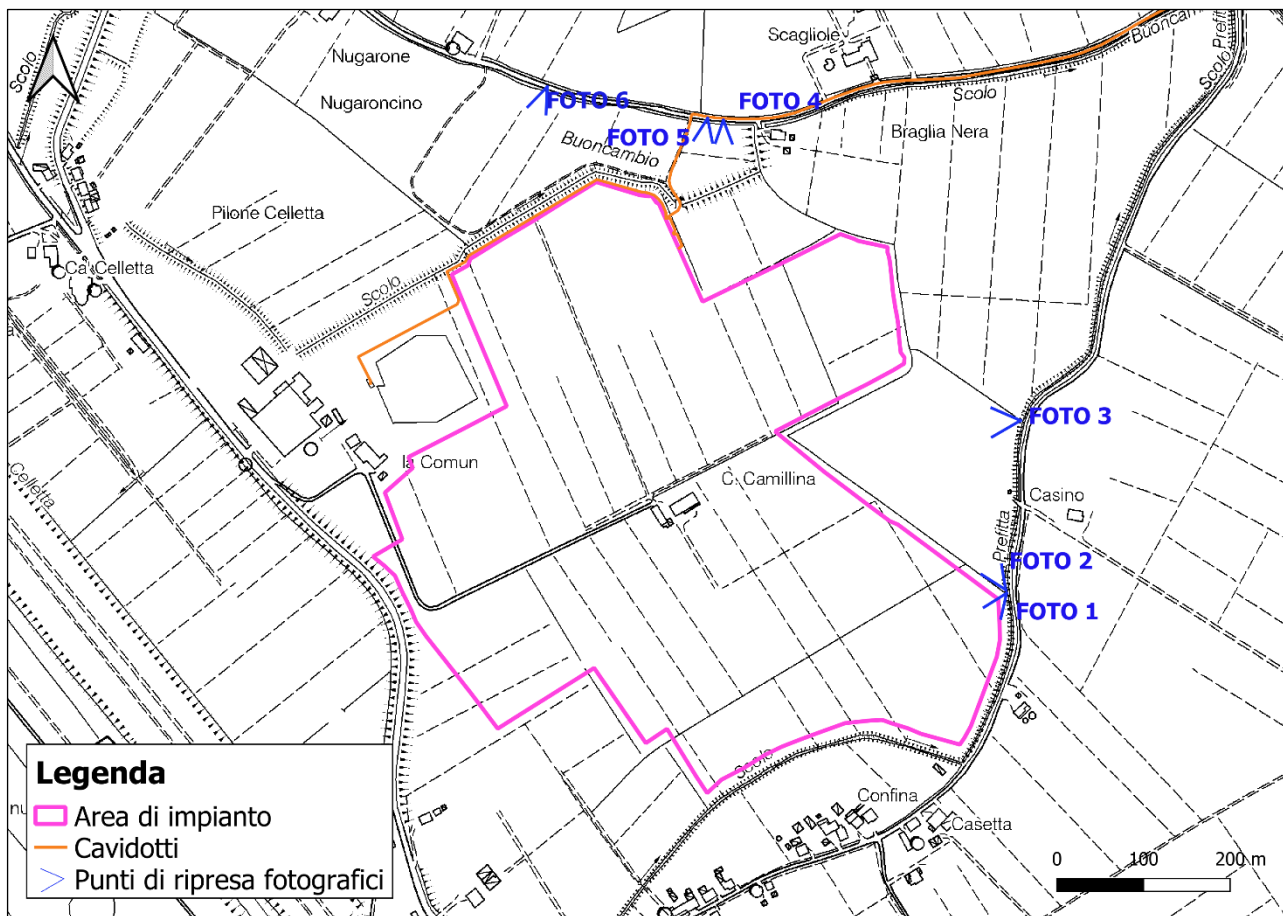 Scolo
Nugarone
Nugaroncino
Scagliole
Buoncambio
Scolo Prefitta
FOTO 6
FOTO 4
FOTO 5
Scolo
Braglia Nera
Buoncambio
Pilone Celletta
Ca' Celletta
Scolo
FOTO 3
la Comun
C. Camillina
Celletta
Casino
Prefitta
FOTO 2
FOTO 1
Scolo
Confina
Casetta
Legenda
Area di impianto
Cavidotti
Punti di ripresa fotografici
0 100 200 m